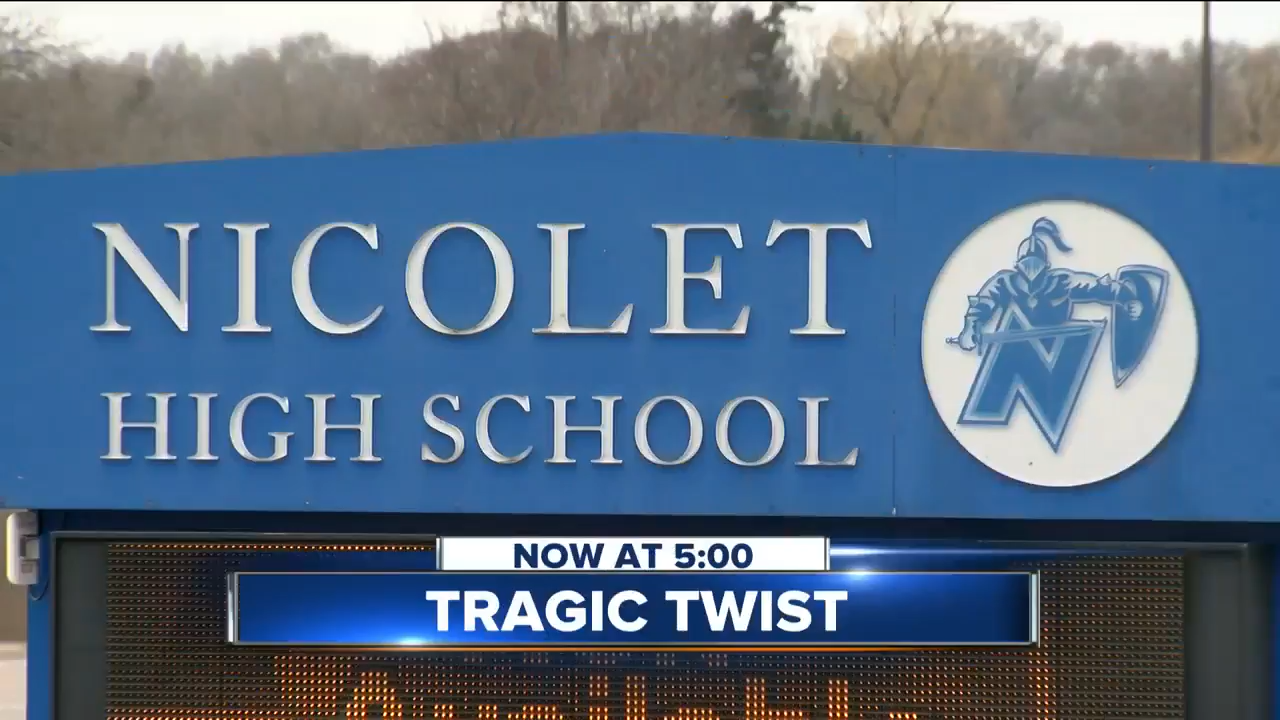 NICOLET
HIGH SCHOOL
N
NOW AT 5:00
TRAGIC TWIST